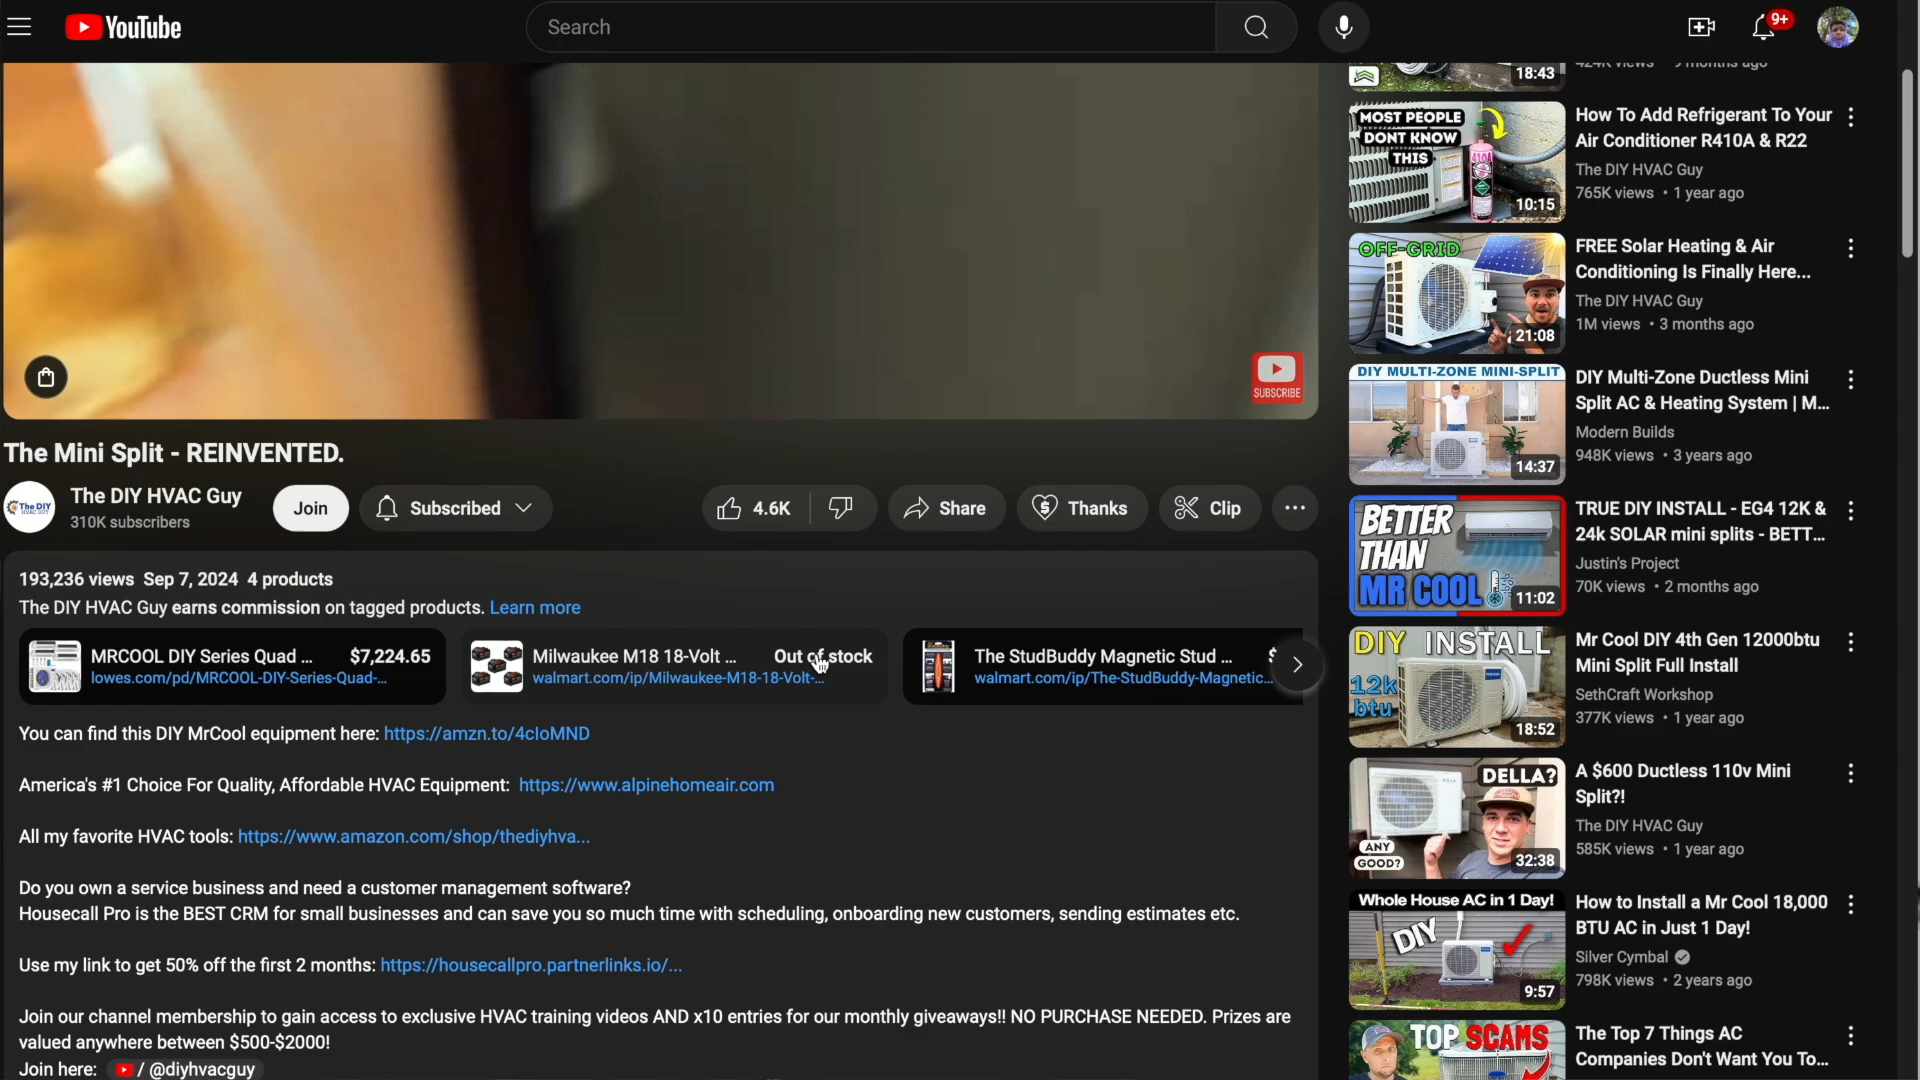 YouTube
Search
9+
SUBSCRIBE
The Mini Split - REINVENTED.
The DIY HVAC GUY
The DIY HVAC Guy
310K subscribers
Join
Subscribed
4.6K
Share
Thanks
Clip
193,236 views Sep 7, 2024 4 products
The DIY HVAC Guy earns commission on tagged products. Learn more
MRCOOL DIY Series Quad ... $7,224.65
lowes.com/pd/MRCOOL-DIY-Series-Quad-...
Milwaukee M18 18-Volt ... Out of stock
walmart.com/ip/Milwaukee-M18-18-Volt-...
The StudBuddy Magnetic Stud ...
walmart.com/ip/The-StudBuddy-Magnetic...
You can find this DIY MrCool equipment here: https://amzn.to/4cIoMND
America's #1 Choice For Quality, Affordable HVAC Equipment: https://www.alpinehomeair.com
All my favorite HVAC tools: https://www.amazon.com/shop/thediyhva...
Do you own a service business and need a customer management software?
Housecall Pro is the BEST CRM for small businesses and can save you so much time with scheduling, onboarding new customers, sending estimates etc.
Use my link to get 50% off the first 2 months: https://housecallpro.partnerlinks.io/...
Join our channel membership to gain access to exclusive HVAC training videos AND x10 entries for our monthly giveaways!! NO PURCHASE NEEDED. Prizes are
valued anywhere between $500-$2000!
Join here: / @diyhvacguy
18:43
424K views • 9 months ago
MOST PEOPLE
DONT KNOW
THIS
410A
10:15
How To Add Refrigerant To Your
Air Conditioner R410A & R22
The DIY HVAC Guy
765K views • 1 year ago
OFF-GRID
21:08
FREE Solar Heating & Air
Conditioning Is Finally Here...
The DIY HVAC Guy
1M views • 3 months ago
DIY MULTI-ZONE MINI-SPLIT
14:37
DIY Multi-Zone Ductless Mini
Split AC & Heating System | M...
Modern Builds
948K views • 3 years ago
BETTER
THAN
MR COOL
11:02
TRUE DIY INSTALL - EG4 12K &
24k SOLAR mini splits - BETT...
Justin's Project
70K views • 2 months ago
DIY INSTALL
12k
btu
18:52
Mr Cool DIY 4th Gen 12000btu
Mini Split Full Install
SethCraft Workshop
377K views • 1 year ago
DELLA?
ANY
GOOD?
32:38
A $600 Ductless 110v Mini
Split?!
The DIY HVAC Guy
585K views • 1 year ago
Whole House AC in 1 Day!
DIY
9:57
How to Install a Mr Cool 18,000
BTU AC in Just 1 Day!
Silver Cymbal
798K views • 2 years ago
TOP SCAMS
The Top 7 Things AC
Companies Don't Want You To...